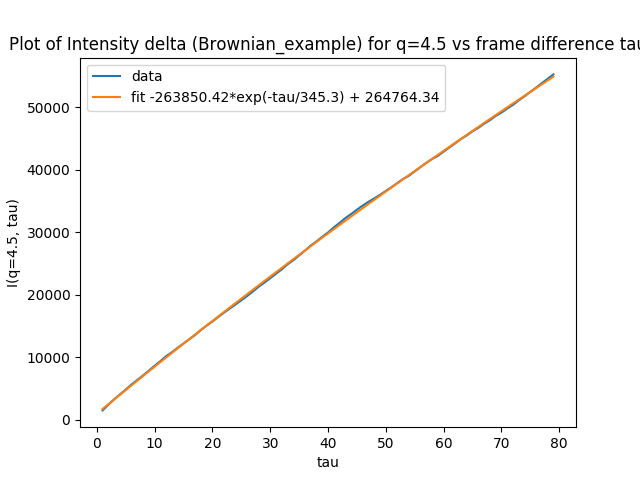 Plot of Intensity delta (Brownian_example) for q=4.5 vs frame difference tau
data
fit -263850.42*exp(-tau/345.3) + 264764.34
I(q=4.5, tau)
50000
40000
30000
20000
10000
0
0 10 20 30 40 50 60 70 80
tau